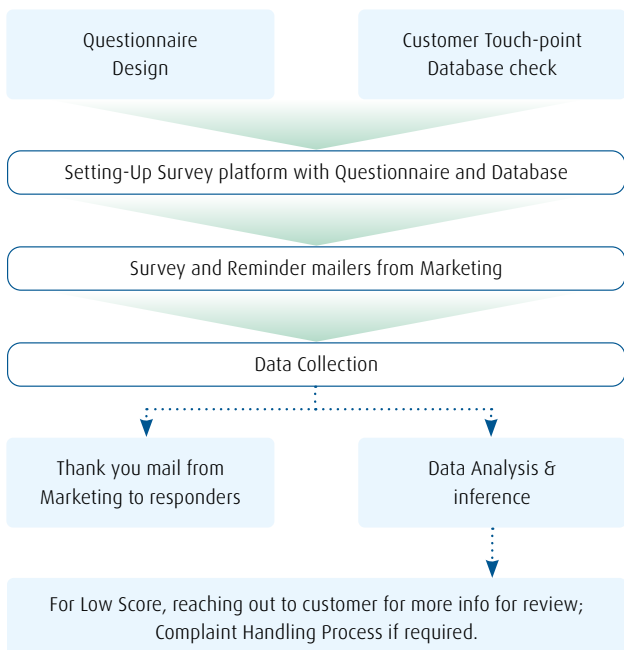 Questionnaire
Design
Customer Touch-point
Database check
Setting-Up Survey platform with Questionnaire and Database
Survey and Reminder mailers from Marketing
Data Collection
Thank you mail from
Marketing to responders
Data Analysis &
inference
For Low Score, reaching out to customer for more info for review;
Complaint Handling Process if required.